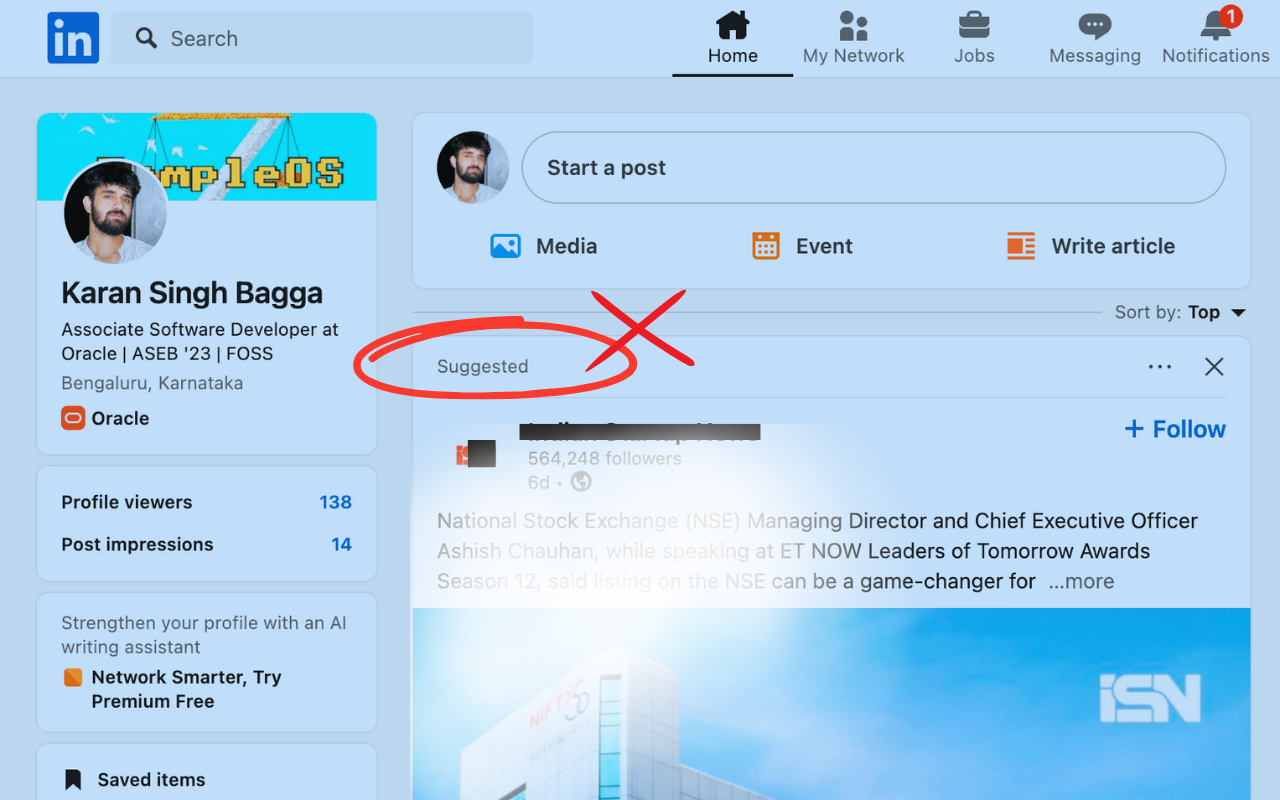 in
Search
Home
My Network
Jobs
Messaging
1
Notifications
Start a post
Media
Event
Write article
Karan Singh Bagga
Associate Software Developer at
Oracle | ASEB '23 | FOSS
Bengaluru, Karnataka
Oracle
Sort by: Top
Suggested
+ Follow
564,248 followers
6d •
Profile viewers 138
Post impressions 14
National Stock Exchange (NSE) Managing Director and Chief Executive Officer
Ashish Chauhan, while speaking at ET NOW Leaders of Tomorrow Awards
Season 12, said listing on the NSE can be a game-changer for ...more
Strengthen your profile with an AI
writing assistant
Network Smarter, Try
Premium Free
Saved items
NIFTY 50
iSN